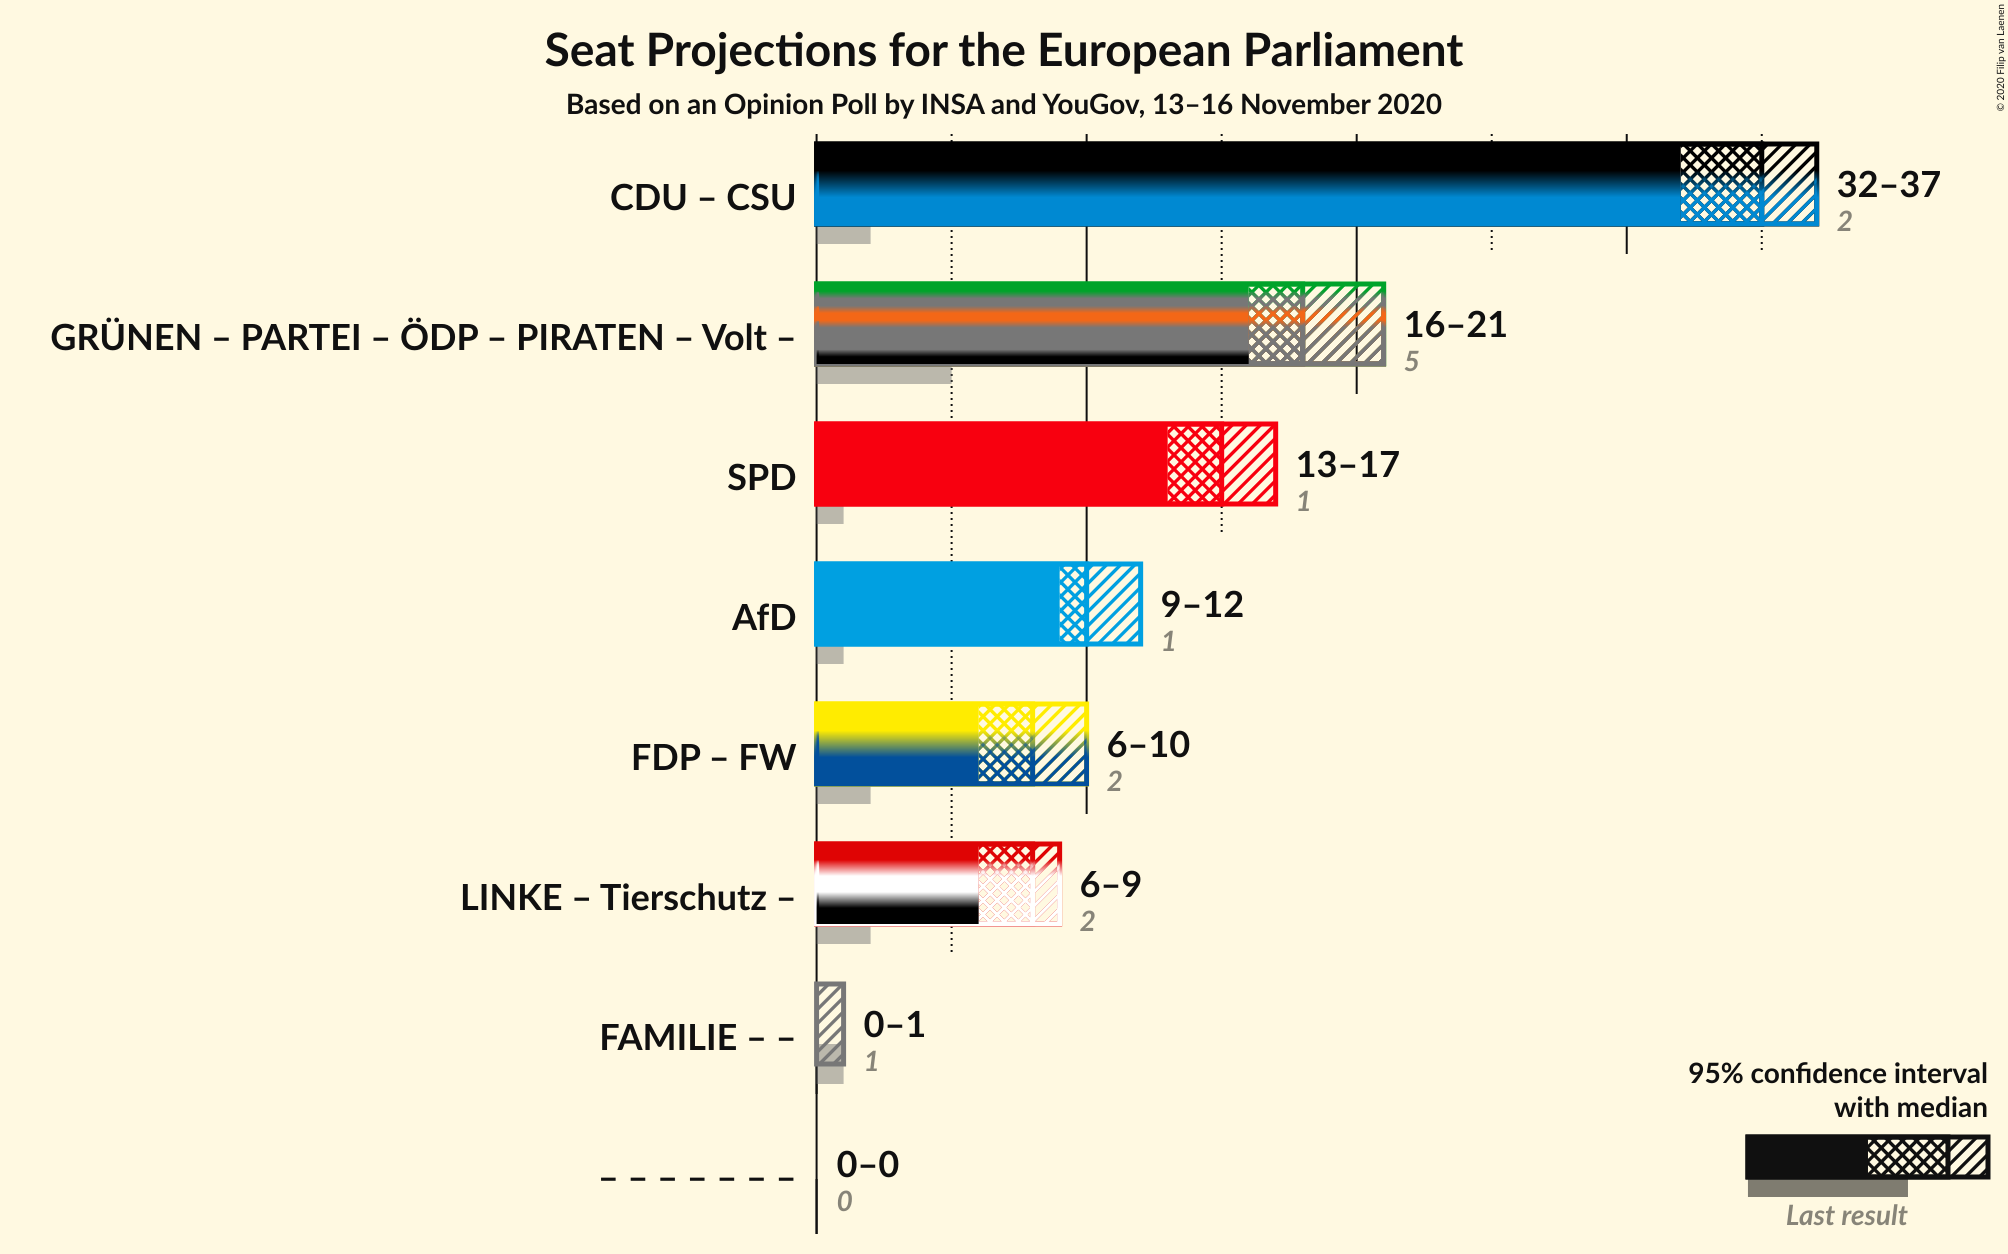 Seat Projections for the European Parliament
Based on an Opinion Poll by INSA and YouGov, 13–16 November 2020
© 2020 Filip van Laenen
CDU – CSU
32–37
2
GRÜNEN – PARTEI – ÖDP – PIRATEN – Volt –
16–21
5
SPD
13–17
1
AfD
9–12
1
FDP – FW
6–10
2
LINKE – Tierschutz –
6–9
2
FAMILIE – –
0–1
1
– – – – – – –
0–0
0
95% confidence interval
with median
Last result